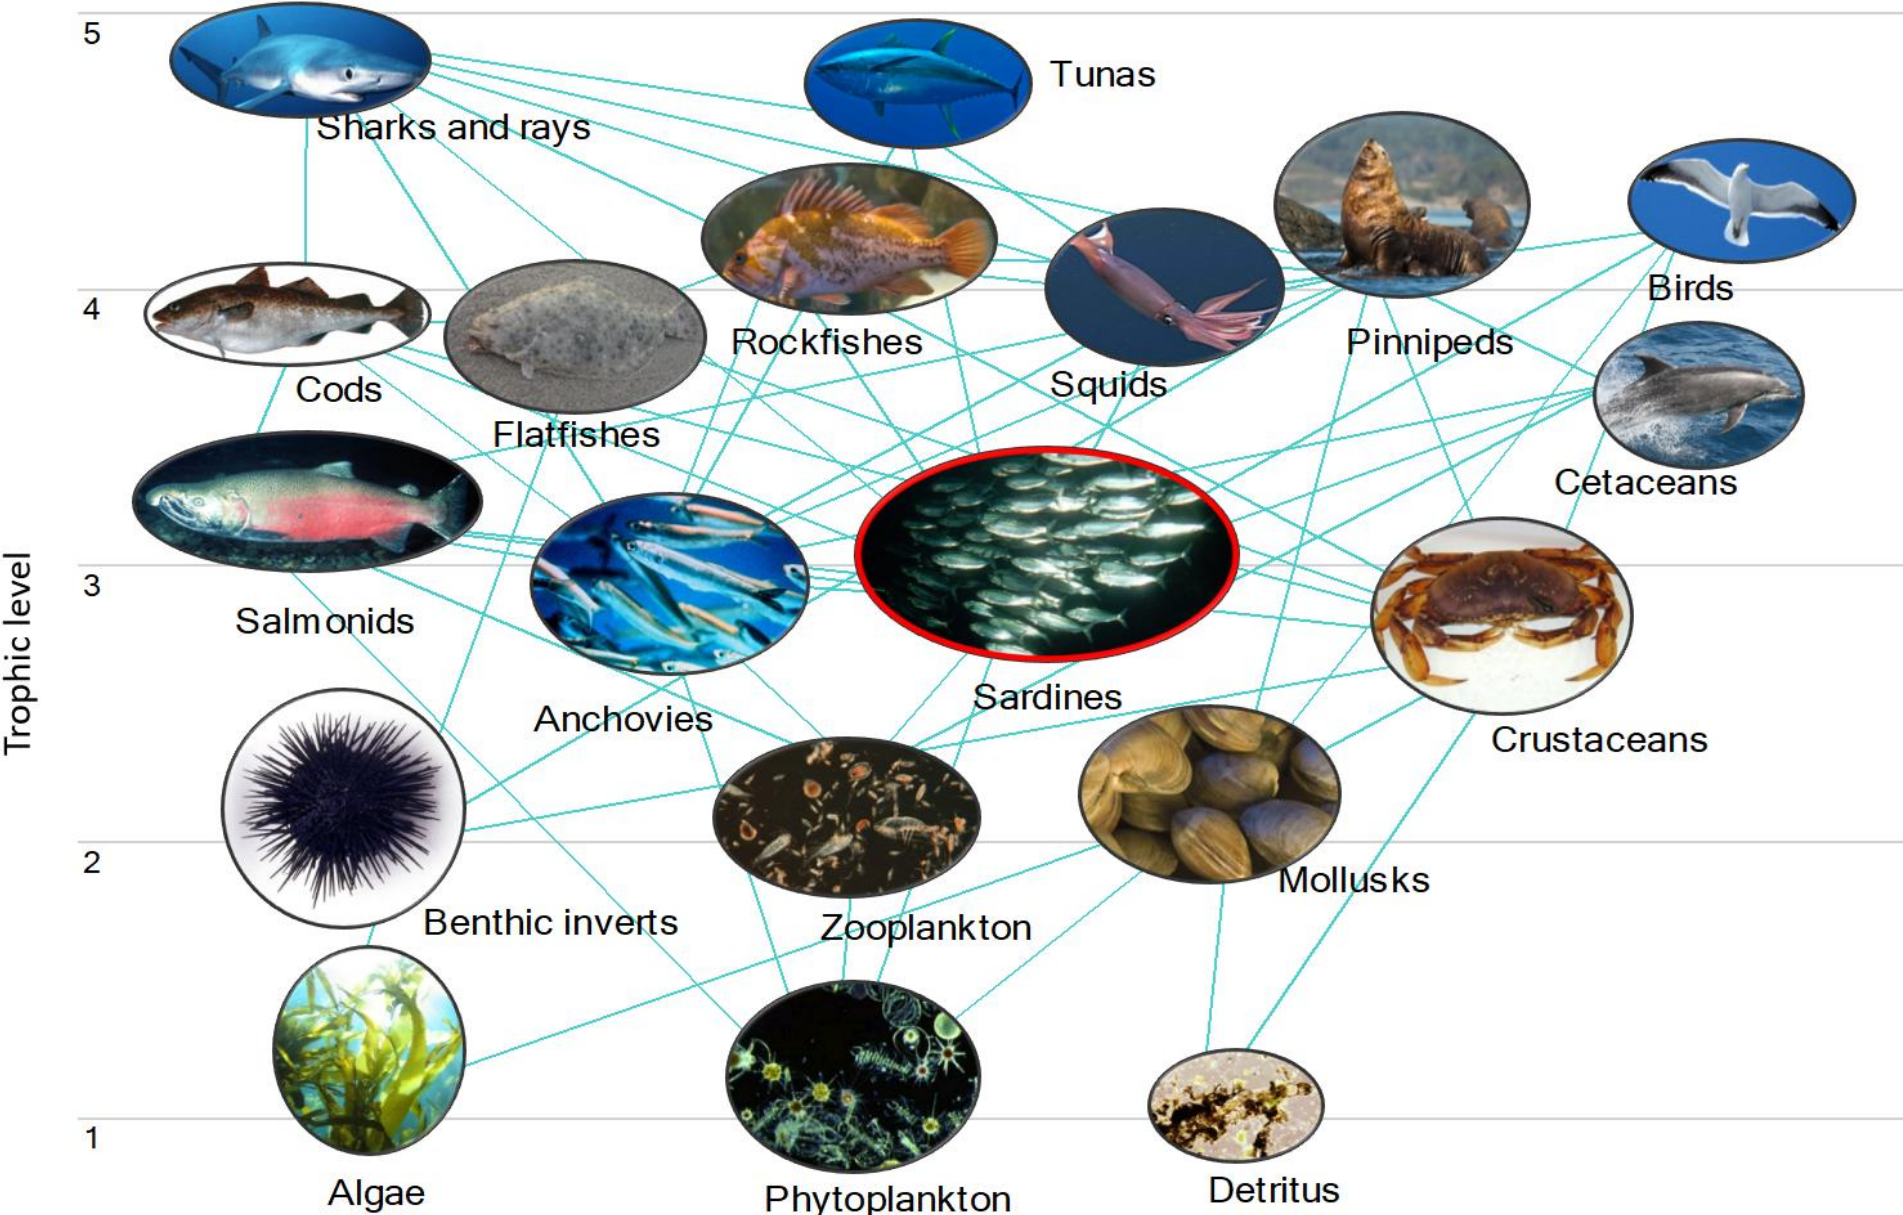 5
Tunas
Sharks and rays
Birds
4
Rockfishes
Pinnipeds
Squids
Cods
Flatfishes
Cetaceans
Trophic level
3
Salmonids
Sardines
Anchovies
Crustaceans
2
Mollusks
Benthic inverts
Zooplankton
1
Algae
Phytoplankton
Detritus